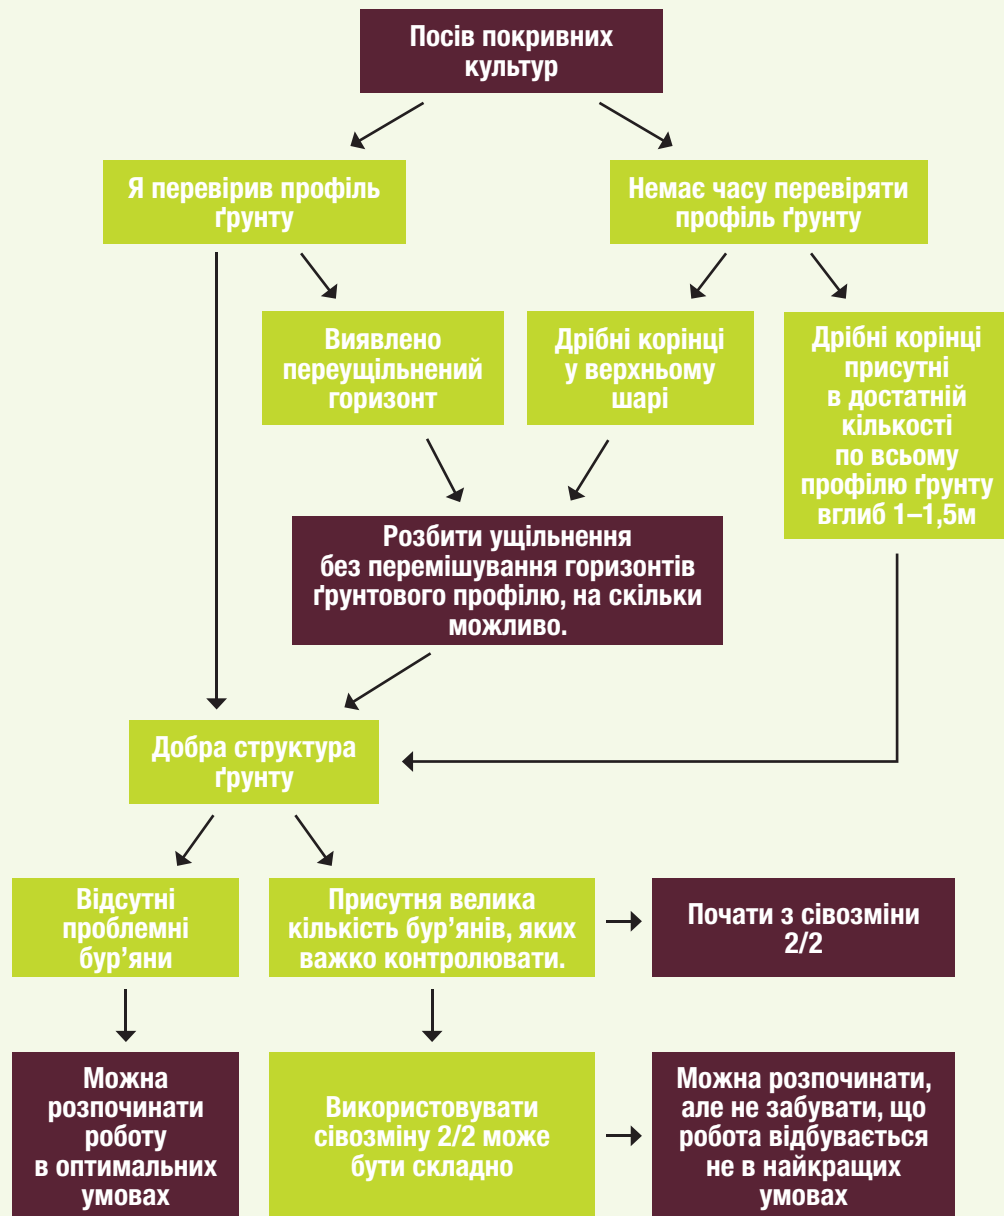 Посів покривних
культур
Я перевірив профіль
ґрунту
Немає часу перевіряти
профіль ґрунту
Виявлено
переущільнений
горизонт
Дрібні корінці
у верхньому
шарі
Дрібні корінці
присутні
в достатній
кількості
по всьому
профілю ґрунту
вглиб 1–1,5м
Розбити ущільнення
без перемішування горизонтів
ґрунтового профілю, на скільки
можливо.
Добра структура
ґрунту
Відсутні
проблемні
бур’яни
Присутня велика
кількість бур’янів, яких
важко контролювати.
Почати з сівозміни
2/2
Можна
розпочинати
роботу
в оптимальних
умовах
Використовувати
сівозміну 2/2 може
бути складно
Можна розпочинати,
але не забувати, що
робота відбувається
не в найкращих
умовах